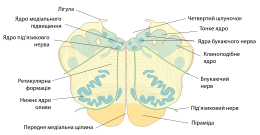 Лігула
Ядро медіального
підвищення
Ядро під'язикового
нерва
Ретикулярна
формація
Нижнє ядро
оливи
Передня медіальна щілина
Четвертий шлуночок
Тонке ядро
Ядра блукаючого нерва
Клиноподібне
ядро
Блукаючий
нерв
Під'язиковий нерв
Піраміда